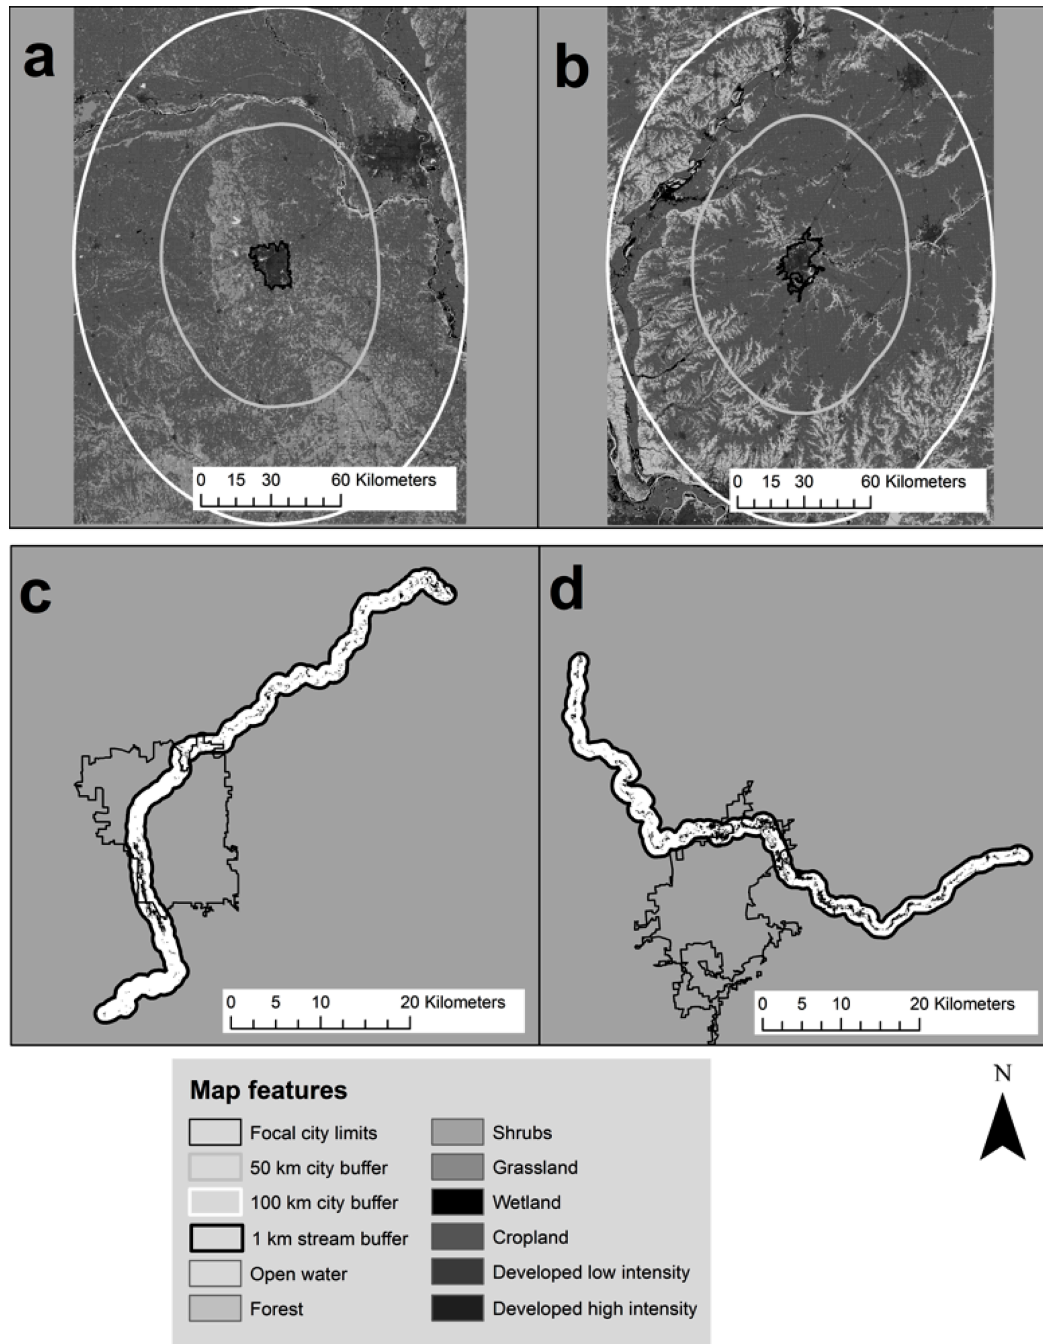 a
b
0 15 30 60 Kilometers
0 15 30 60 Kilometers
c
d
0 5 10 20 Kilometers
0 5 10 20 Kilometers
N
Map features
Focal city limits
50 km city buffer
100 km city buffer
1 km stream buffer
Open water
Forest
Shrubs
Grassland
Wetland
Cropland
Developed low intensity
Developed high intensity